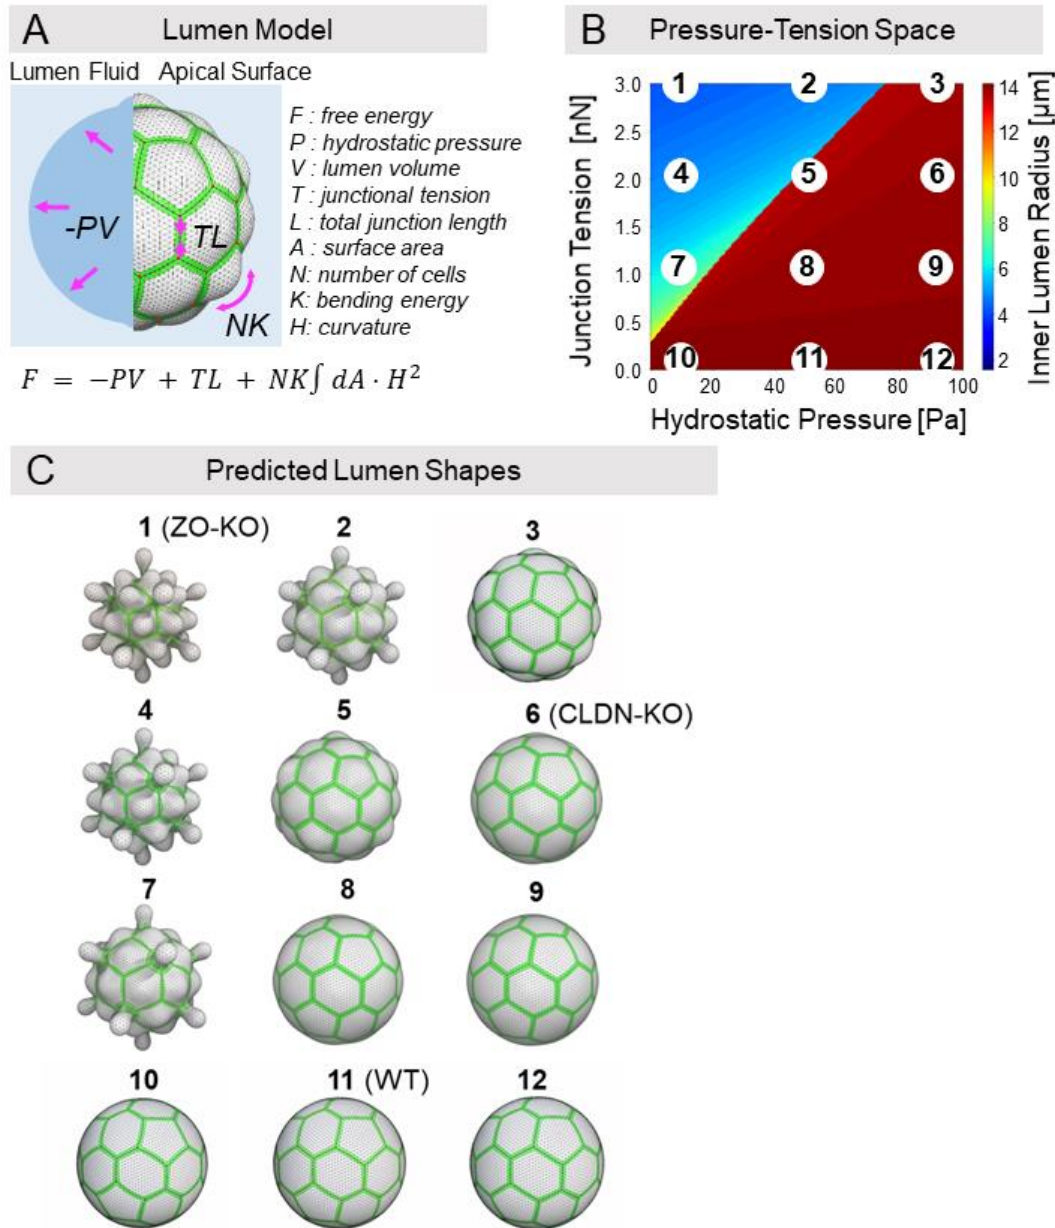 A Lumen Model
Lumen Fluid Apical Surface
-PV
TL
NK
F : free energy
P : hydrostatic pressure
V : lumen volume
T : junctional tension
L : total junction length
A : surface area
N: number of cells
K: bending energy
H: curvature
F = −PV + TL + NK∫ dA · H²
B Pressure-Tension Space
Junction Tension [nN]
3.0
2.5
2.0
1.5
1.0
0.5
0.0
1 2 3
4 5 6
7 8 9
10 11 12
0 20 40 60 80 100
Hydrostatic Pressure [Pa]
14
12
10
8
6
4
2
Inner Lumen Radius [µm]
C Predicted Lumen Shapes
1 (ZO-KO) 2 3
4 5 6 (CLDN-KO)
7 8 9
10 11 (WT) 12